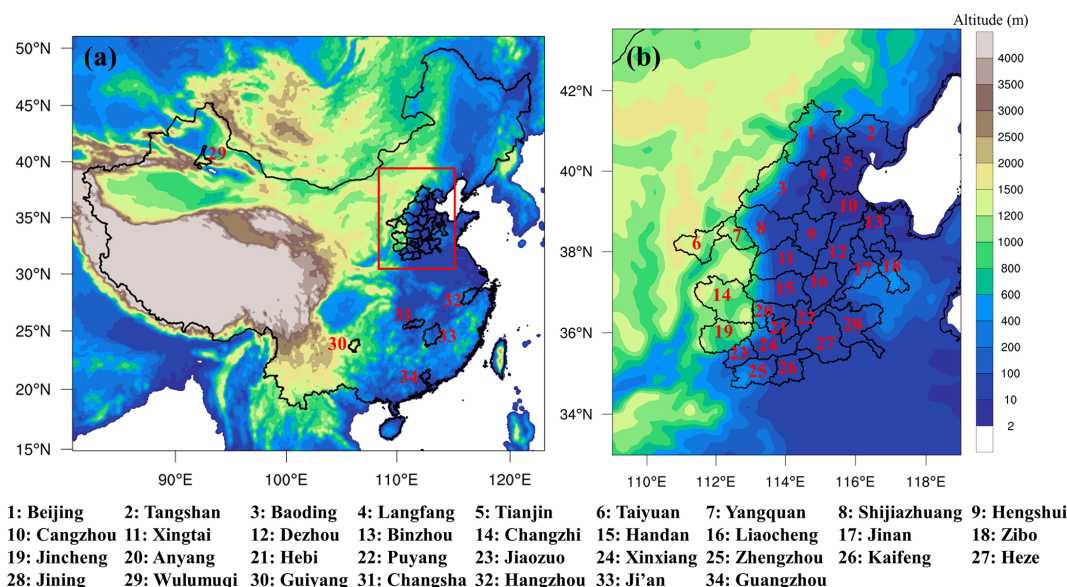 Altitude (m)
(a)
(b)
50°N
45°N
40°N
35°N
30°N
25°N
20°N
15°N
90°E
100°E
110°E
120°E
29
32
31
33
30
34
42°N
40°N
38°N
36°N
34°N
110°E
112°E
114°E
116°E
118°E
1
2
5
4
3
10
13
8
9
7
6
12
18
17
11
16
15
14
20
22
28
21
19
27
24
23
26
25
4000
3500
3000
2500
2000
1500
1200
1000
800
600
400
200
100
10
2
1: Beijing 2: Tangshan 3: Baoding 4: Langfang 5: Tianjin 6: Taiyuan 7: Yangquan 8: Shijiazhuang 9: Hengshui
10: Cangzhou 11: Xingtai 12: Dezhou 13: Binzhou 14: Changzhi 15: Handan 16: Liaocheng 17: Jinan 18: Zibo
19: Jincheng 20: Anyang 21: Hebi 22: Puyang 23: Jiaozuo 24: Xinxiang 25: Zhengzhou 26: Kaifeng 27: Heze
28: Jining 29: Wulumuqi 30: Guiyang 31: Changsha 32: Hangzhou 33: Ji'an 34: Guangzhou